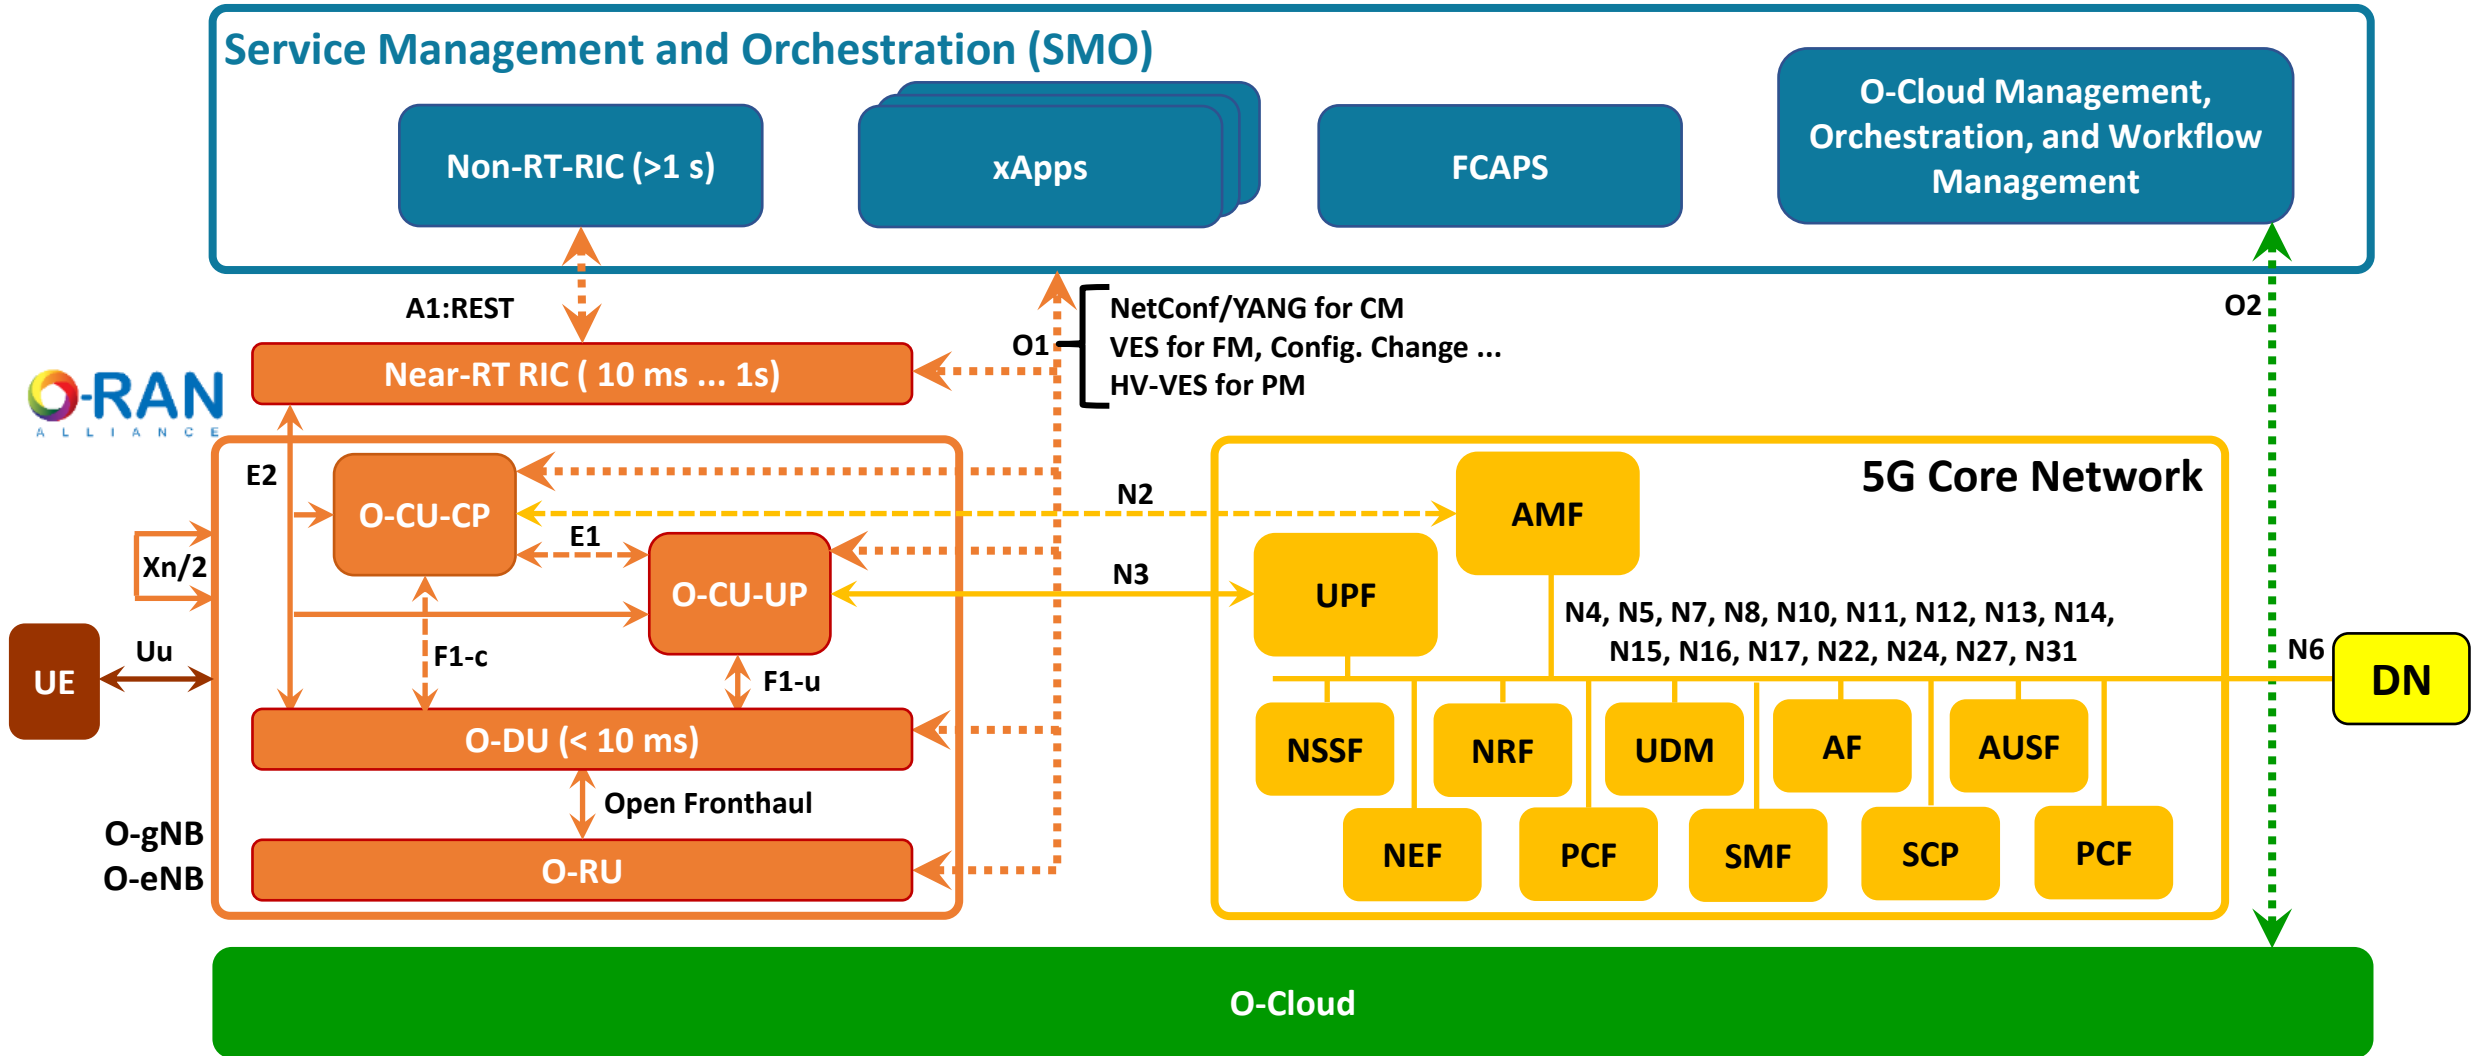 Service Management and Orchestration (SMO)
Non-RT-RIC (>1 s)
xApps
FCAPS
O-Cloud Management,
Orchestration, and Workflow
Management
A1:REST
O1
NetConf/YANG for CM
VES for FM, Config. Change ...
HV-VES for PM
O2
Near-RT RIC ( 10 ms ... 1s)
O-RAN
ALLIANCE
E2
O-CU-CP
N2
AMF
5G Core Network
E1
Xn/2
O-CU-UP
N3
UPF
N4, N5, N7, N8, N10, N11, N12, N13, N14,
N15, N16, N17, N22, N24, N27, N31
UE
Uu
F1-c
F1-u
N6
DN
O-DU (< 10 ms)
NSSF
NRF
UDM
AF
AUSF
Open Fronthaul
O-gNB
O-eNB
O-RU
NEF
PCF
SMF
SCP
PCF
O-Cloud